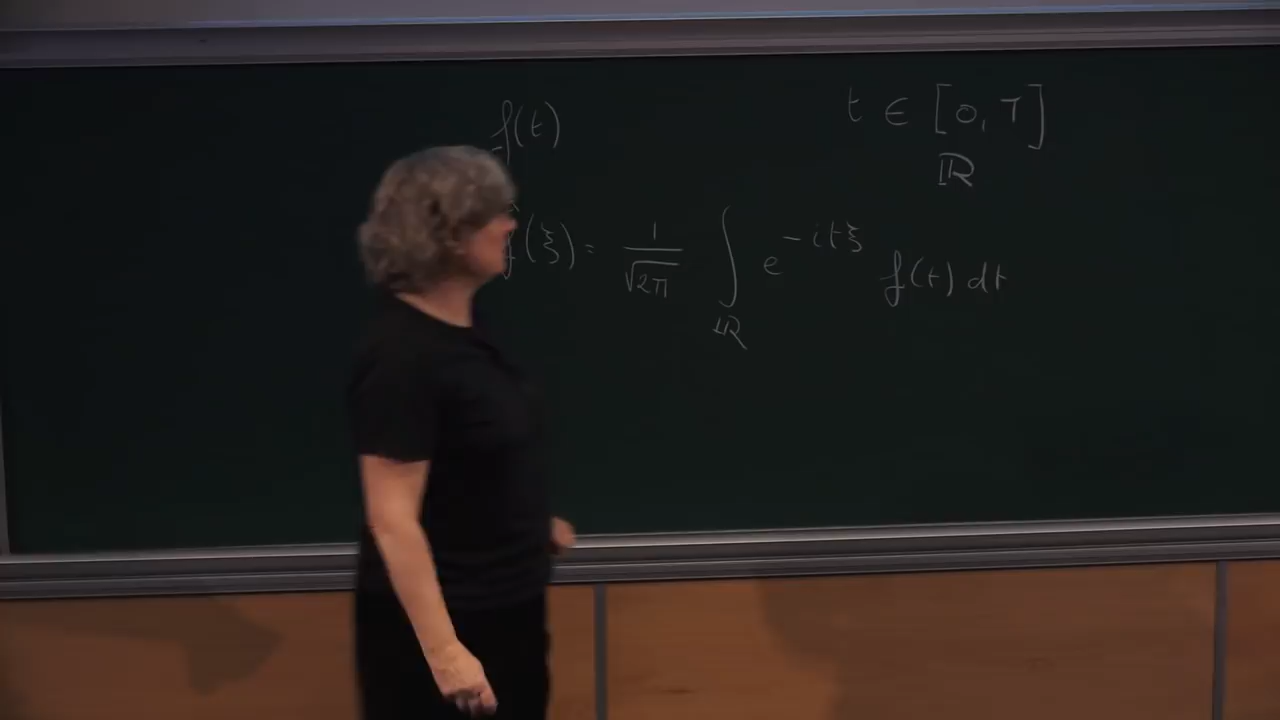 f(t) t ∈ [0, T]
ℝ
f̂(ξ) = 1/√2π ∫_ℝ e^{-itξ} f(t) dt